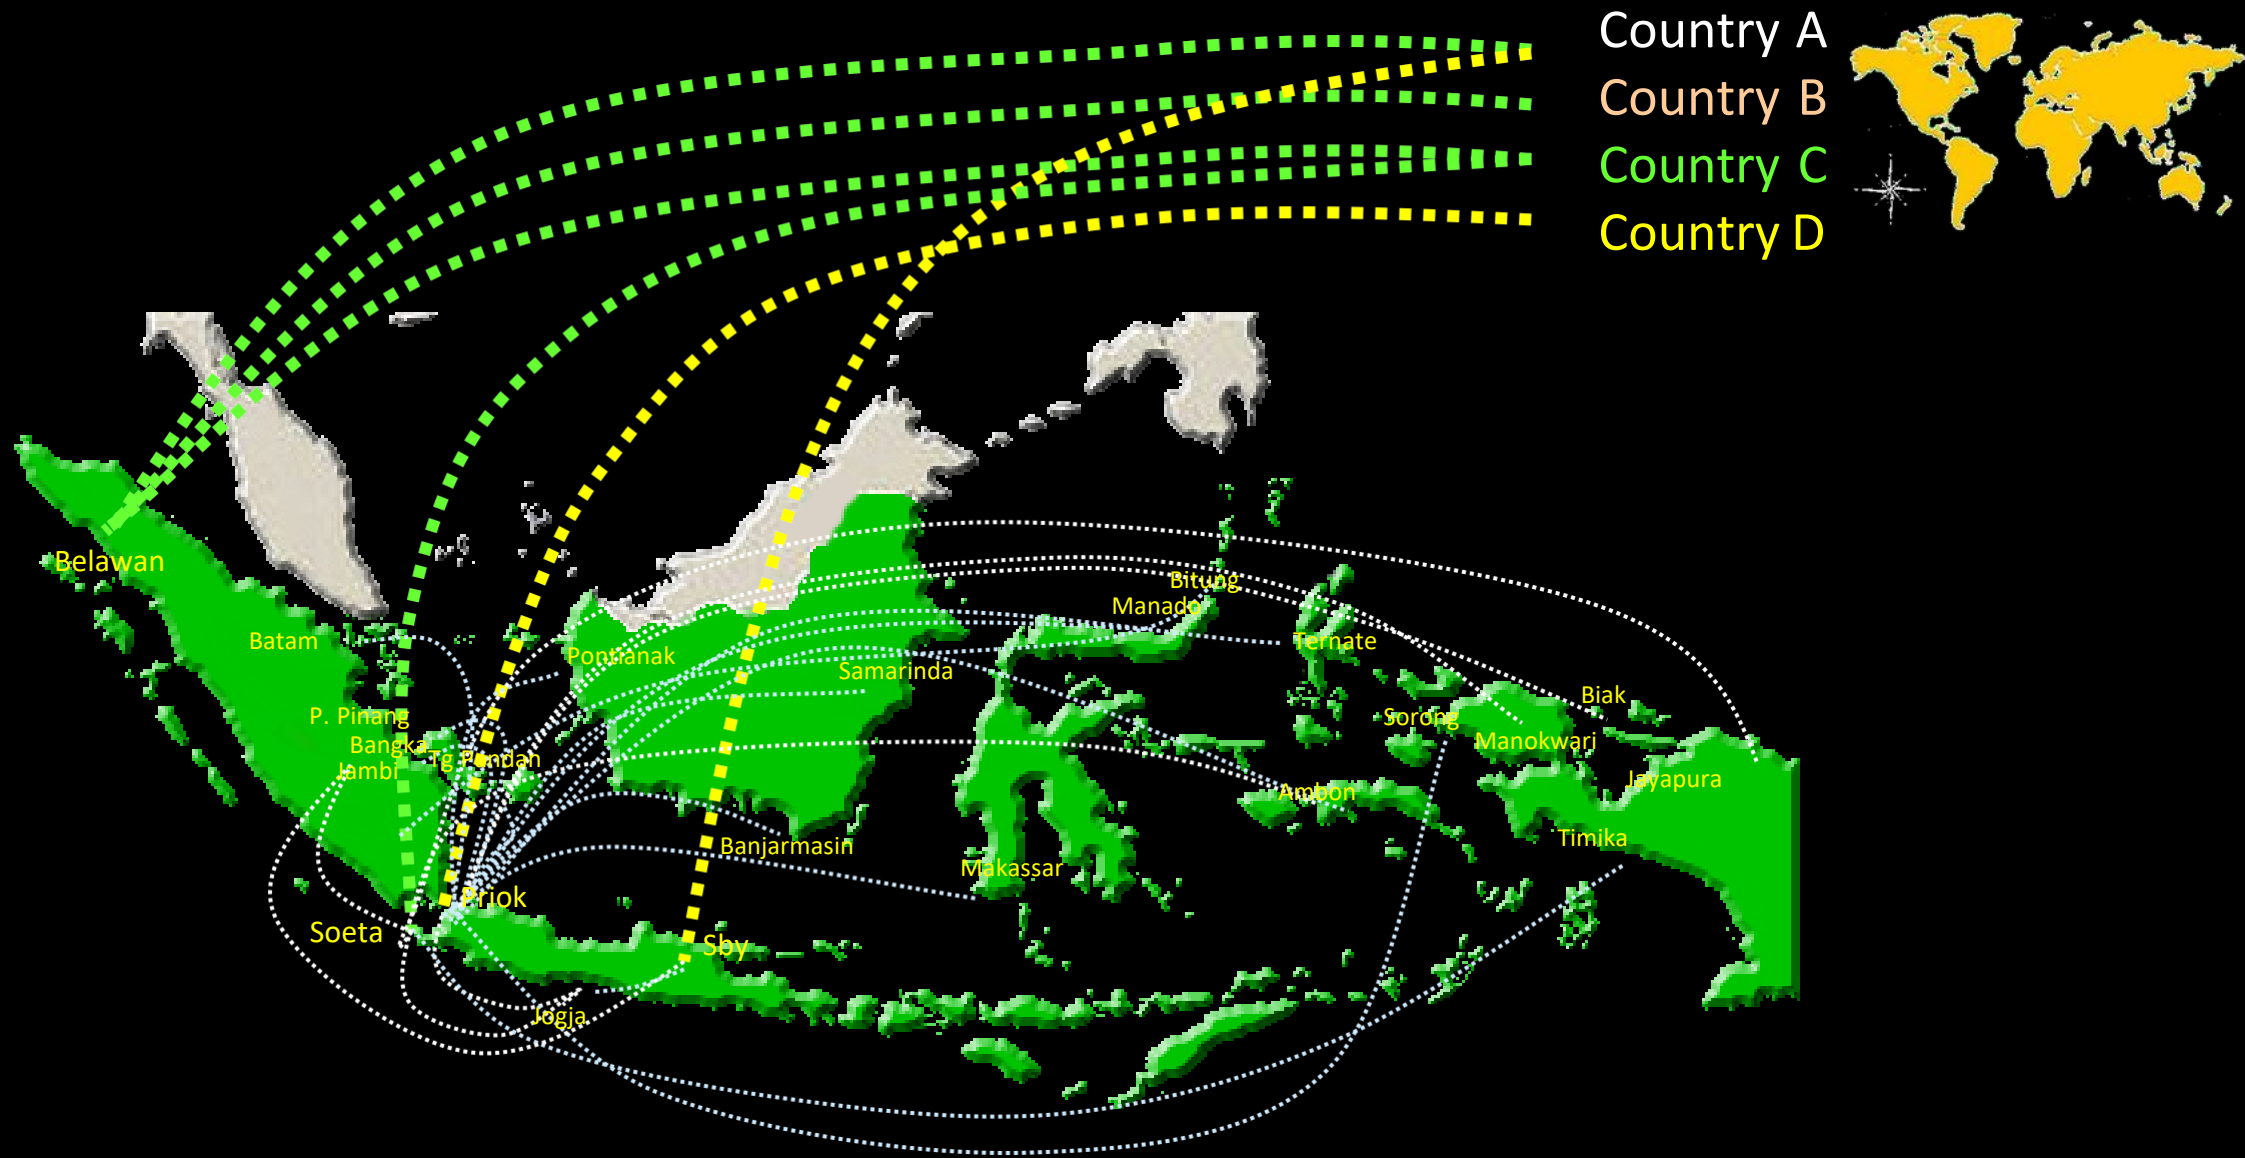 Country A
Country B
Country C
Country D
Belawan
Bitung
Manado
Batam
Ternate
Pontianak
Samarinda
Biak
P. Pinang
Sorong
Manokwari
Bangka
Tg Pandan
Jambi
Jayapura
Ambon
Timika
Banjarmasin
Makassar
Priok
Soeta
Sby
Jogja